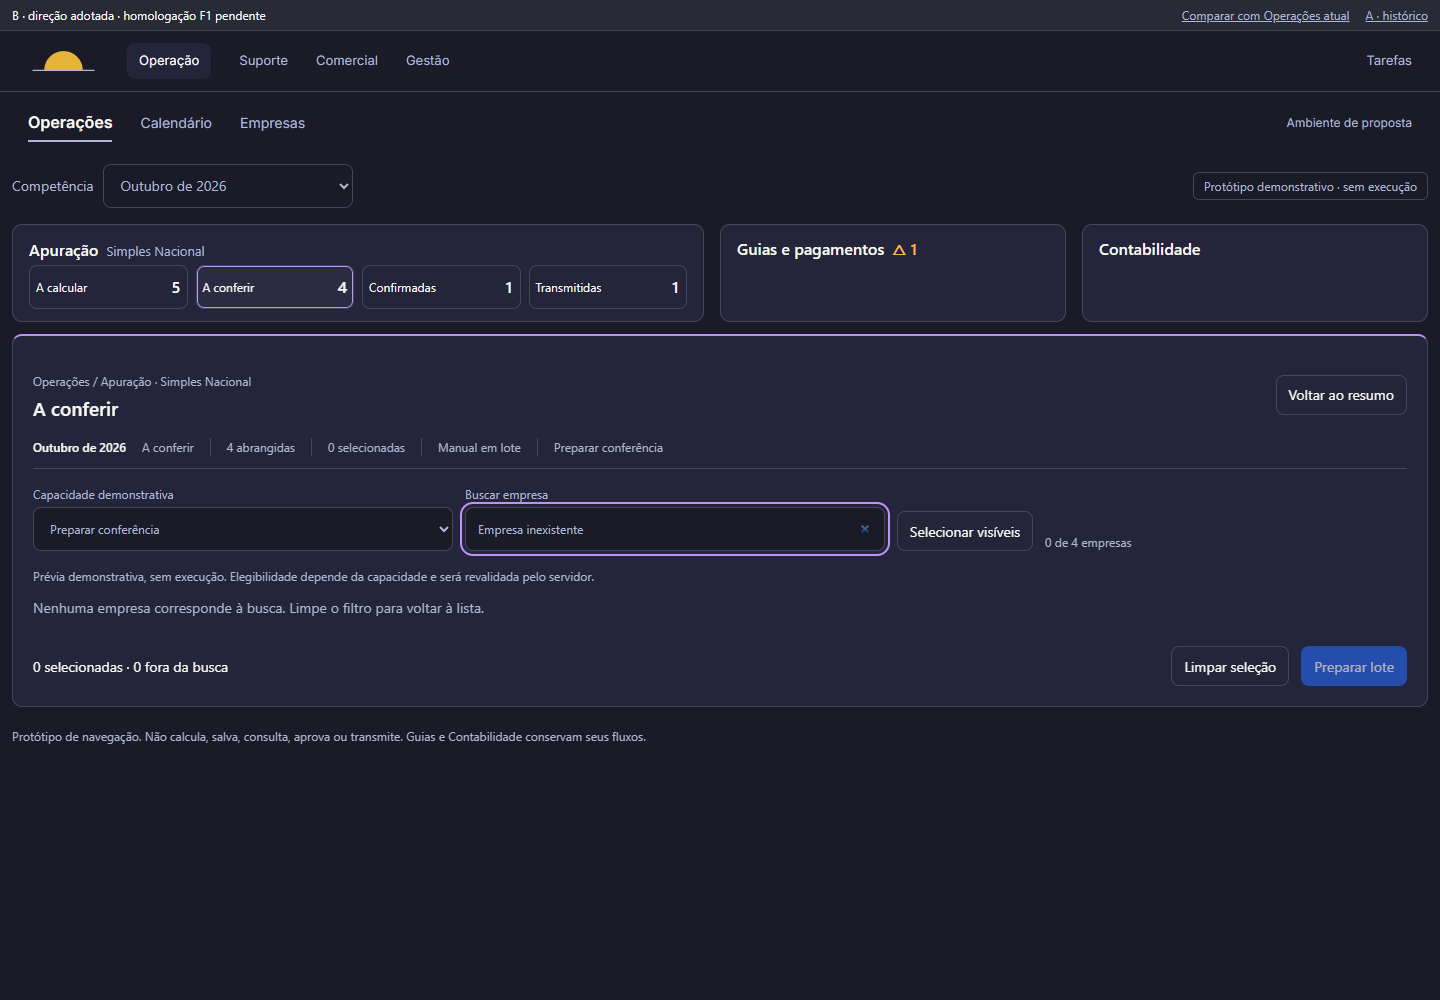 B · direção adotada · homologação F1 pendente
Comparar com Operações atual
A · histórico
Operação
Suporte
Comercial
Gestão
Tarefas
Operações
Calendário
Empresas
Ambiente de proposta
Competência
Outubro de 2026
Protótipo demonstrativo · sem execução
Apuração Simples Nacional
A calcular 5
A conferir 4
Confirmadas 1
Transmitidas 1
Guias e pagamentos △ 1
Contabilidade
Operações / Apuração · Simples Nacional
A conferir
Voltar ao resumo
Outubro de 2026
A conferir
4 abrangidas
0 selecionadas
Manual em lote
Preparar conferência
Capacidade demonstrativa
Preparar conferência
Buscar empresa
Empresa inexistente
Selecionar visíveis
0 de 4 empresas
Prévia demonstrativa, sem execução. Elegibilidade depende da capacidade e será revalidada pelo servidor.
Nenhuma empresa corresponde à busca. Limpe o filtro para voltar à lista.
0 selecionadas · 0 fora da busca
Limpar seleção
Preparar lote
Protótipo de navegação. Não calcula, salva, consulta, aprova ou transmite. Guias e Contabilidade conservam seus fluxos.